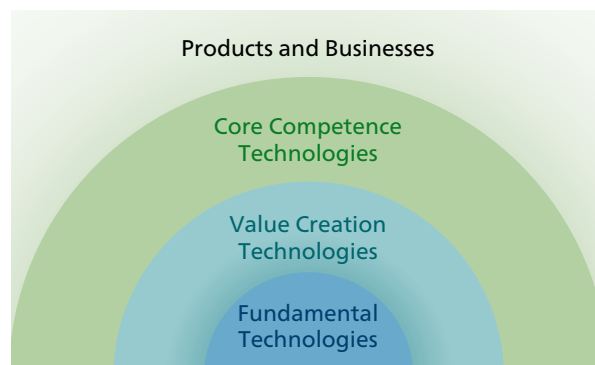 Products and Businesses
Core Competence
Technologies
Value Creation
Technologies
Fundamental
Technologies